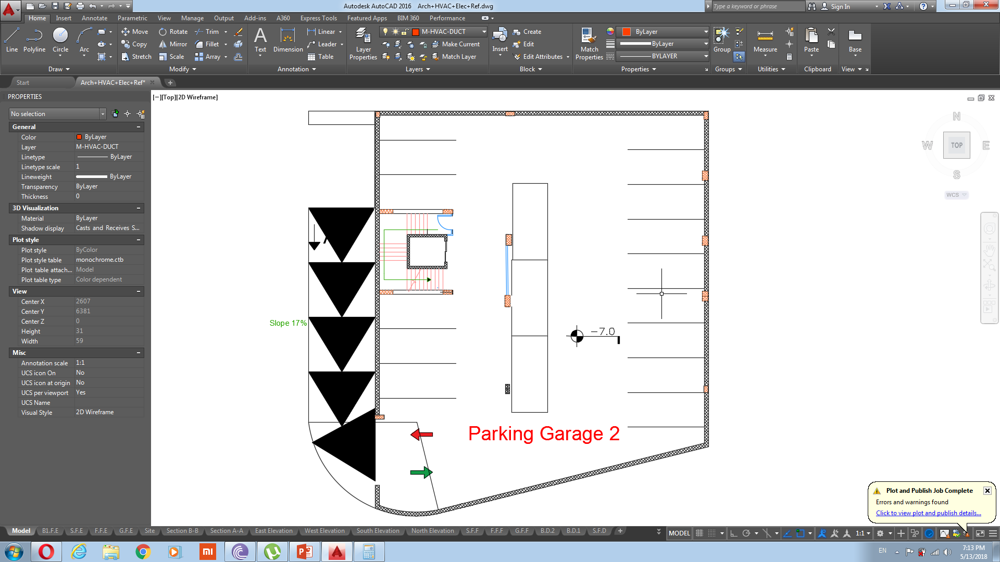 Autodesk AutoCAD 2016 Arch+HVAC+Elec+Ref.dwg
Type a keyword or phrase
Sign In
Home Insert Annotate Parametric View Manage Output Add-ins A360 Express Tools Featured Apps BIM 360 Performance
Line Polyline Circle Arc
Move Rotate Trim
Copy Mirror Fillet
Stretch Scale Array
Text Dimension
Linear
Leader
Table
Layer Properties
M-HVAC-DUCT
Make Current
Match Layer
Insert
Create
Edit
Edit Attributes
Match Properties
ByLayer
ByLayer
BYLAYER
Group
Measure
Paste
Base
Draw Modify Annotation Layers Block Properties Groups Utilities Clipboard View
Start Arch+HVAC+Elec+Ref*
PROPERTIES
No selection
General
Color ByLayer
Layer M-HVAC-DUCT
Linetype ByLayer
Linetype scale 1
Lineweight ByLayer
Transparency ByLayer
Thickness 0
3D Visualization
Material ByLayer
Shadow display Casts and Receives S...
Plot style
Plot style ByColor
Plot style table monochrome.ctb
Plot table attach... Model
Plot table type Color dependent
View
Center X 2607
Center Y 6381
Center Z 0
Height 31
Width 59
Misc
Annotation scale 1:1
UCS icon On No
UCS icon at origin No
UCS per viewport Yes
UCS Name
Visual Style 2D Wireframe
[−][Top][2D Wireframe]
N
W TOP E
S
WCS
Slope 17%
−7.0
Parking Garage 2
Plot and Publish Job Complete
Errors and warnings found
Click to view plot and publish details...
Model B1.F.E S.F.E F.F.E G.F.E Site Section B-B Section A-A East Elevation West Elevation South Elevation North Elevation S.F.F F.F.F G.F.F B.D.2 B.D.1 S.F.D
MODEL 1:1
mi
EN
7:13 PM
5/13/2018